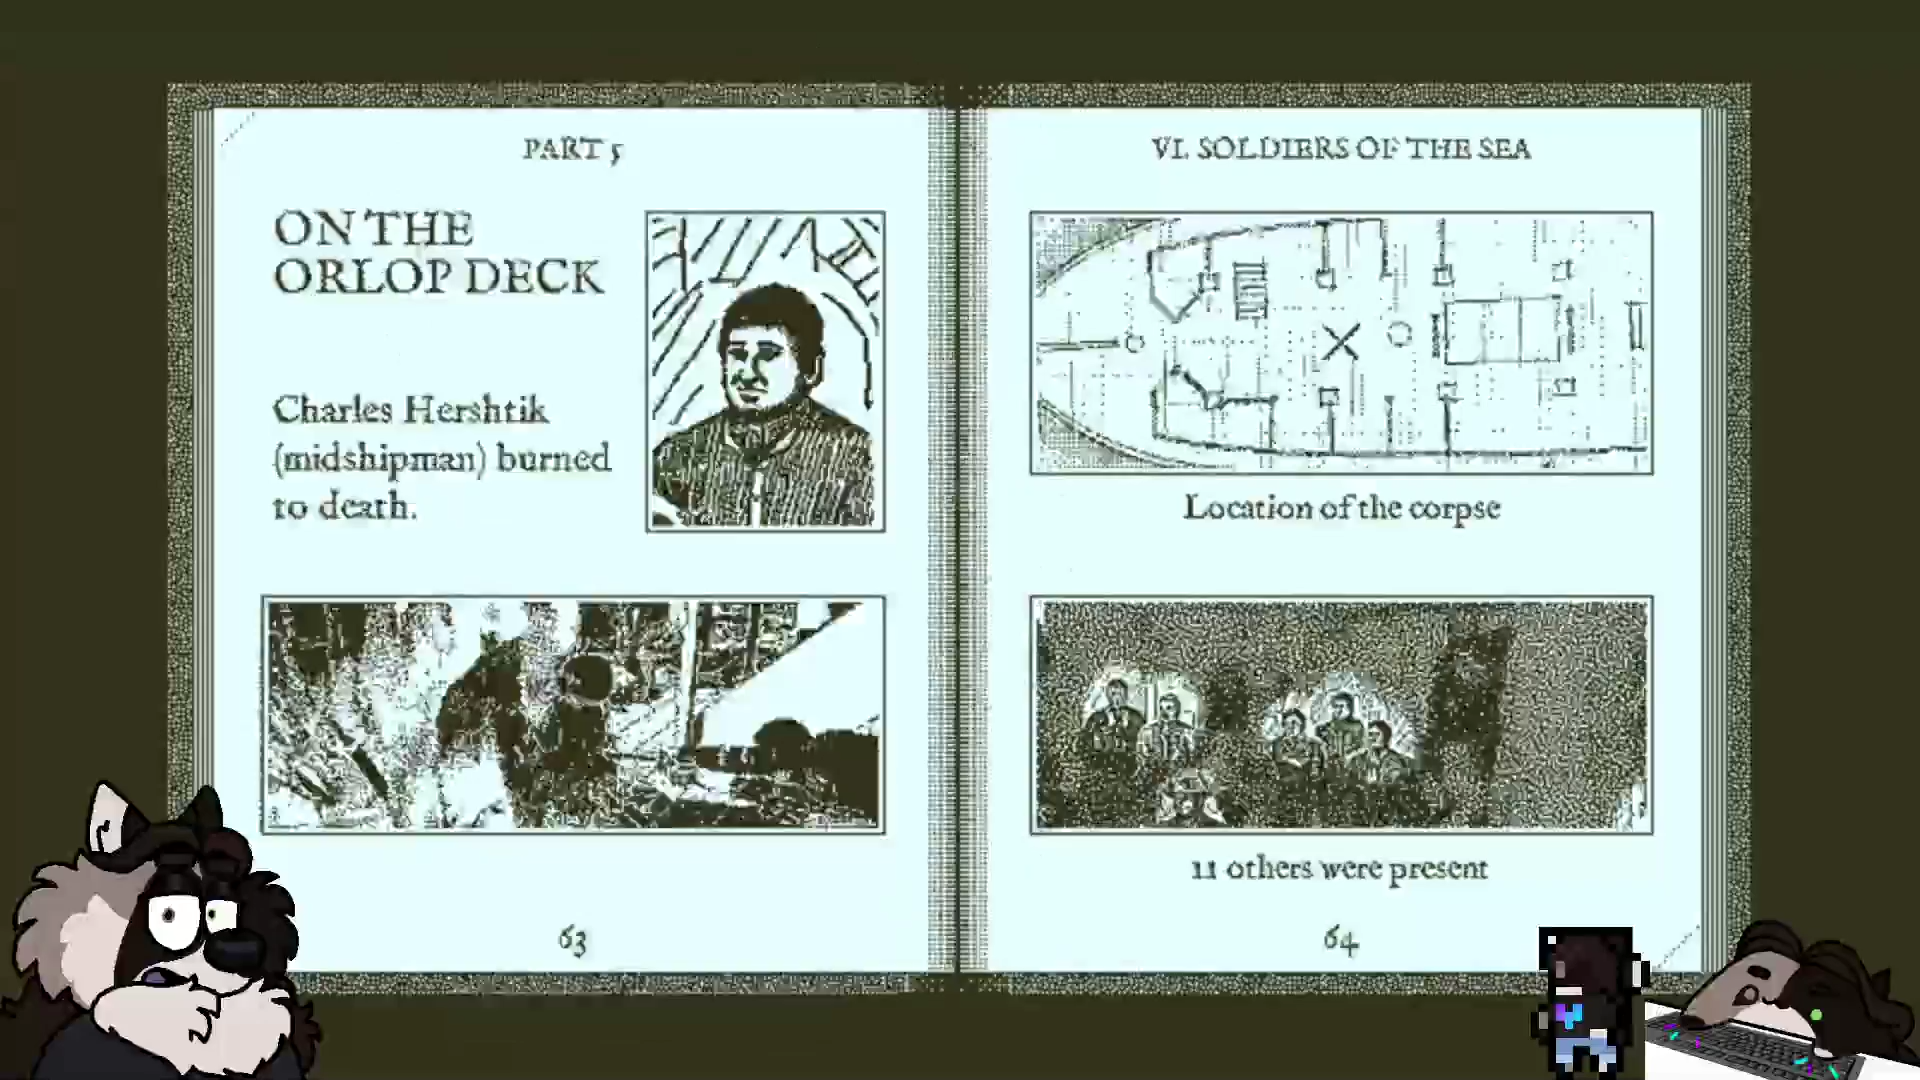 PART 5
ON THE
ORLOP DECK
Charles Hershtik
(midshipman) burned
to death.
63
VI. SOLDIERS OF THE SEA
Location of the corpse
11 others were present
64